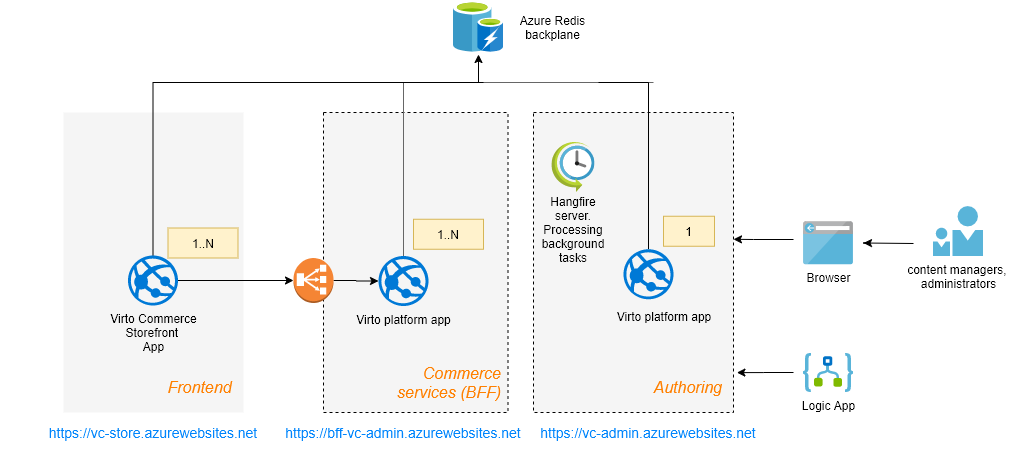 Azure Redis
backplane
Hangfire
server.
Processing
background
tasks
1..N
1..N
1
Browser
content managers,
administrators
Virto Commerce
Storefront
App
Virto platform app
Virto platform app
Frontend
Commerce
services (BFF)
Authoring
Logic App
https://vc-store.azurewebsites.net
https://bff-vc-admin.azurewebsites.net
https://vc-admin.azurewebsites.net